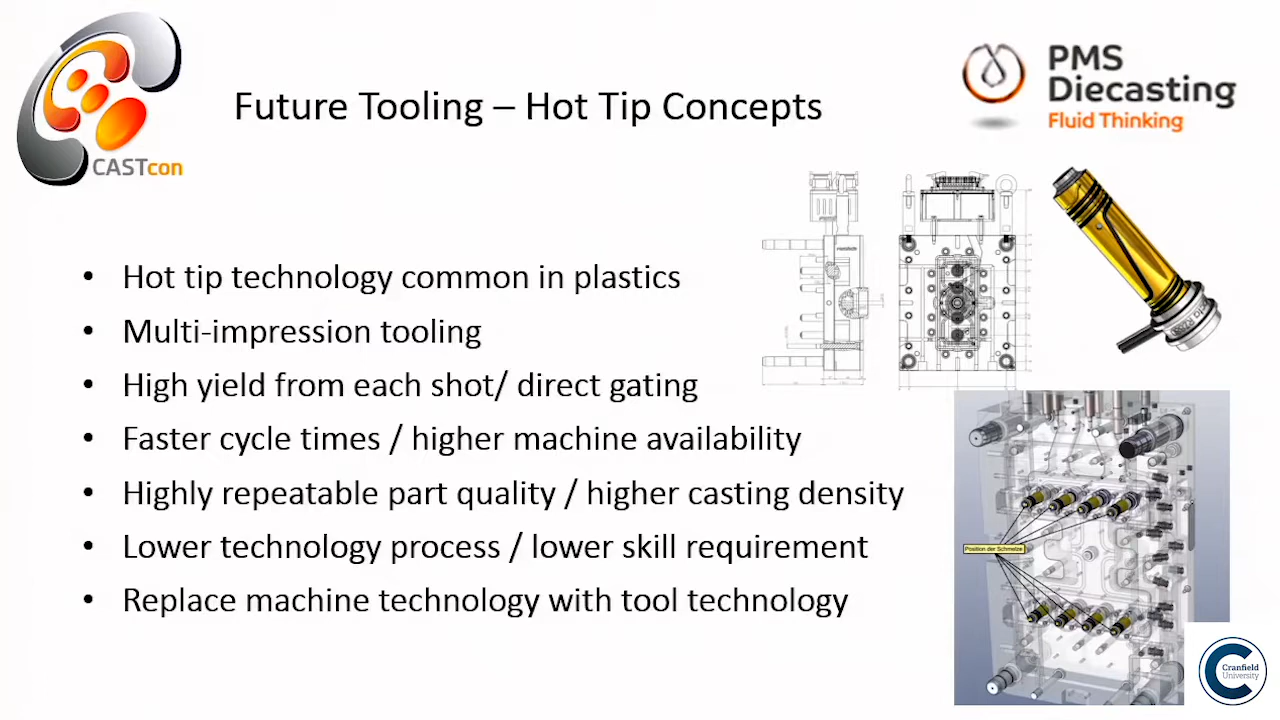 CASTcon
Future Tooling – Hot Tip Concepts
PMS
Diecasting
Fluid Thinking
• Hot tip technology common in plastics
• Multi-impression tooling
• High yield from each shot/ direct gating
• Faster cycle times / higher machine availability
• Highly repeatable part quality / higher casting density
• Lower technology process / lower skill requirement
• Replace machine technology with tool technology
Position der Schmelze
Cranfield
University